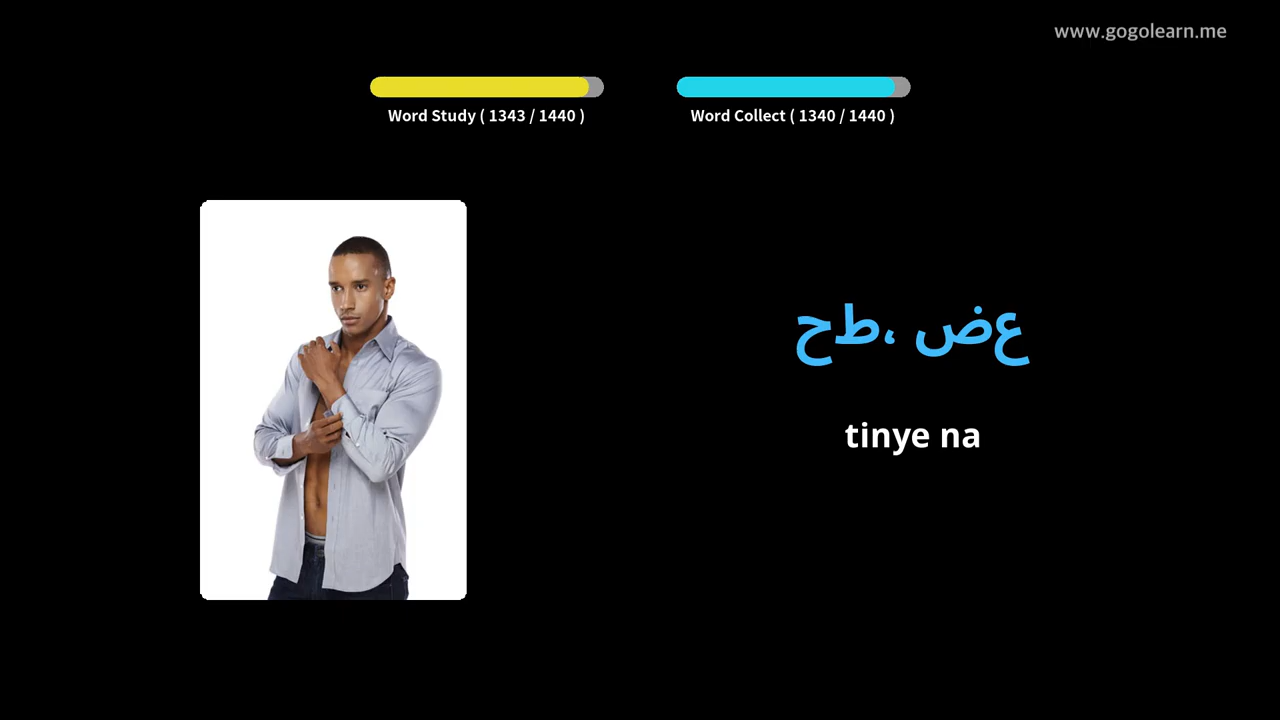 www.gogolearn.me
Word Study ( 1343 / 1440 )
Word Collect ( 1340 / 1440 )
عض ،طح
tinye na